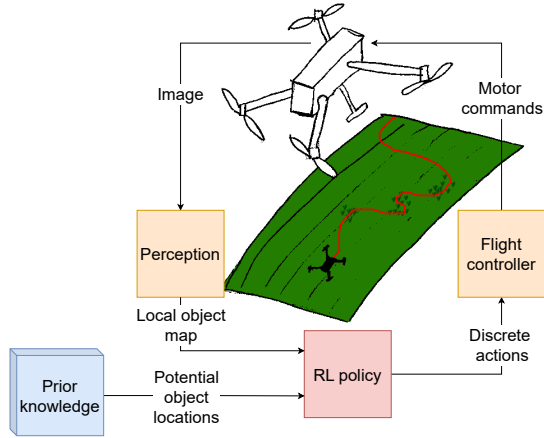 Image
Motor
commands
Perception
Flight
controller
Local object
map
Discrete
actions
RL policy
Prior
knowledge
Potential
object
locations